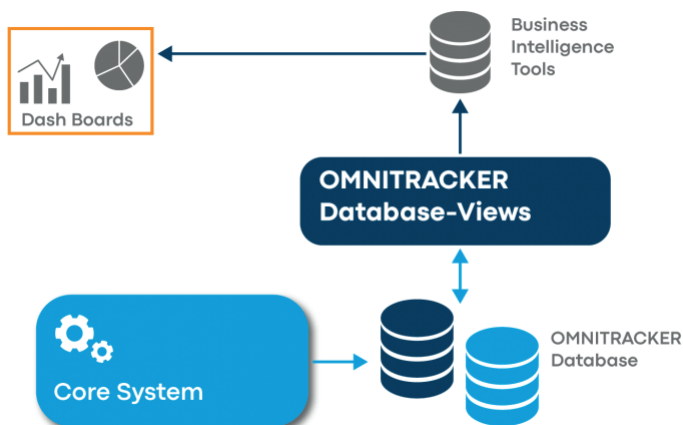 Business
Intelligence
Tools
Dash Boards
OMNITRACKER
Database-Views
OMNITRACKER
Database
Core System